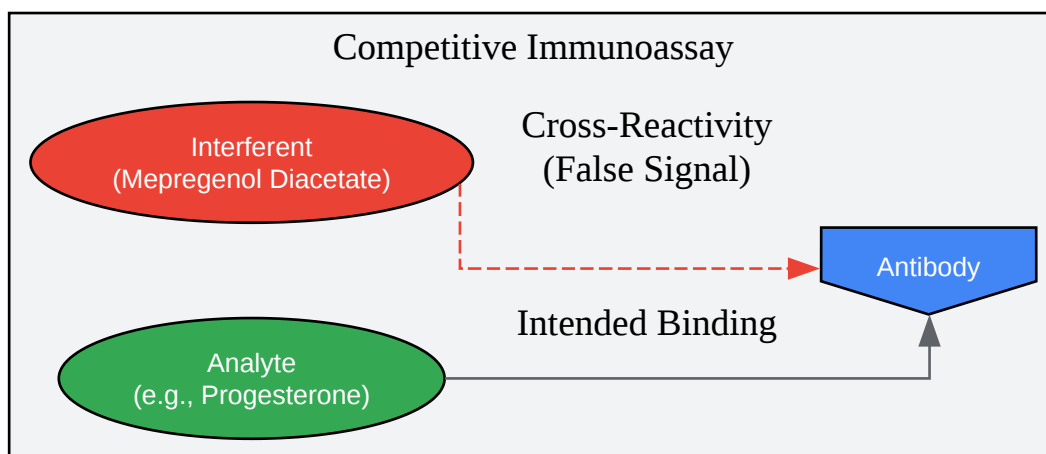 Competitive Immunoassay
Interferent
(Mepregenol Diacetate)
Cross-Reactivity
(False Signal)
Antibody
Intended Binding
Analyte
(e.g., Progesterone)